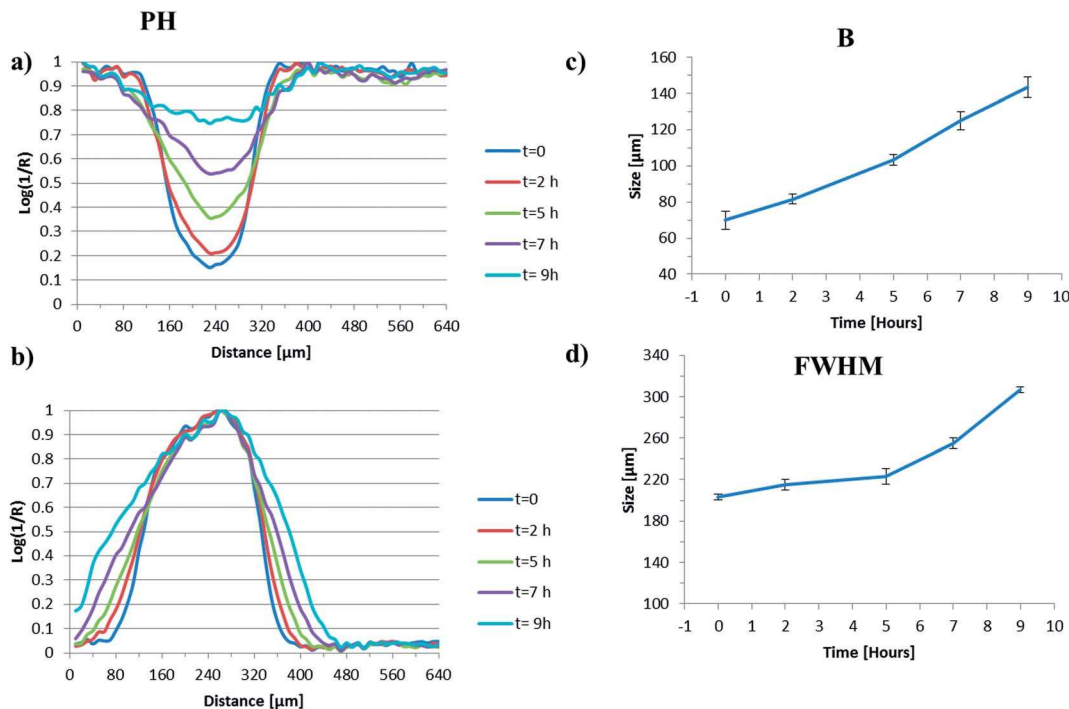 PH
a)
1
0.9
0.8
0.7
0.6
0.5
0.4
0.3
0.2
0.1
0
Log(1/R)
0 80 160 240 320 400 480 560 640
Distance [µm]
t=0
t=2 h
t=5 h
t=7 h
t= 9h
b)
1
0.9
0.8
0.7
0.6
0.5
0.4
0.3
0.2
0.1
0
Log(1/R)
0 80 160 240 320 400 480 560 640
Distance [µm]
t=0
t=2 h
t=5 h
t=7 h
t= 9h
B
c)
160
140
120
100
80
60
40
Size [µm]
-1 0 1 2 3 4 5 6 7 8 9 10
Time [Hours]
d)
FWHM
340
300
260
220
180
140
100
Size [µm]
-1 0 1 2 3 4 5 6 7 8 9 10
Time [Hours]